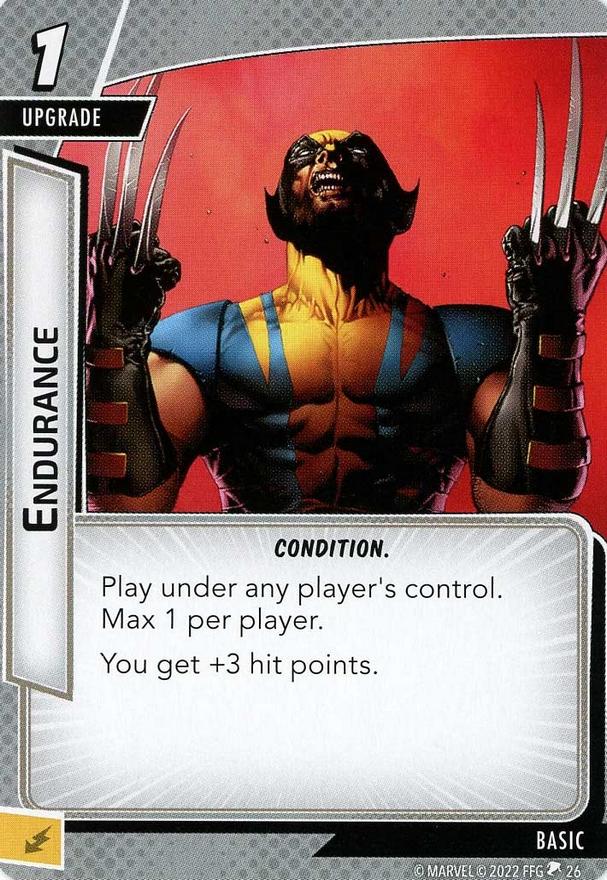 1
UPGRADE
ENDURANCE
CONDITION.
Play under any player's control.
Max 1 per player.
You get +3 hit points.
BASIC
© MARVEL © 2022 FFG 26